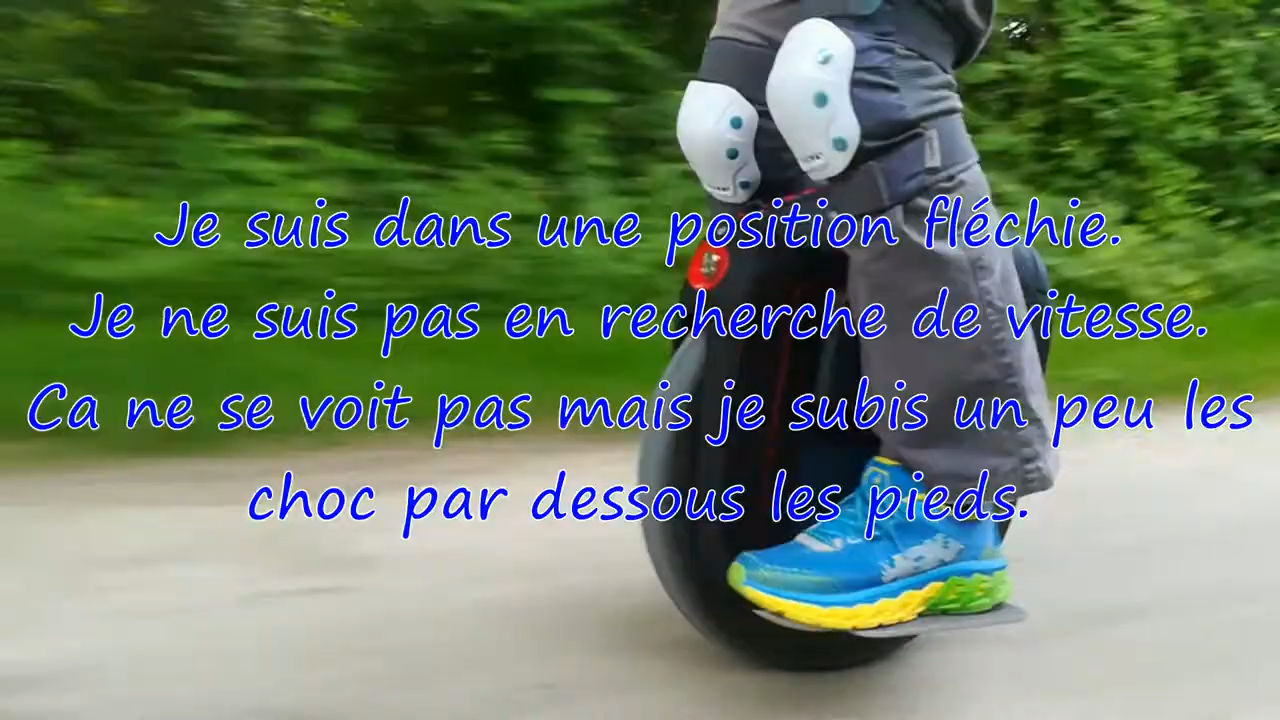 Je suis dans une position fléchie.
Je ne suis pas en recherche de vitesse.
Ca ne se voit pas mais je subis un peu les
choc par dessous les pieds.